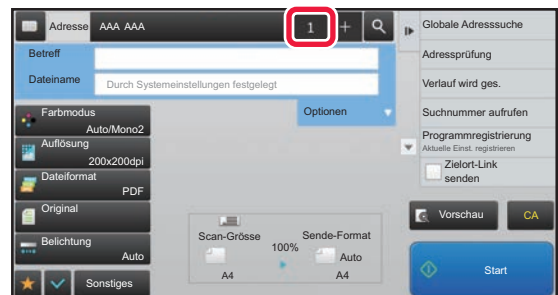 Adresse AAA AAA 1 +
Betreff
Dateiname Durch Systemeinstellungen festgelegt
Optionen
Farbmodus
Auto/Mono2
Auflösung
200x200dpi
Dateiformat
PDF
Original
Belichtung
Auto
Sonstiges
Scan-Grösse
A4
100%
Sende-Format
Auto
A4
Globale Adresssuche
Adressprüfung
Verlauf wird ges.
Suchnummer aufrufen
Programmregistrierung
Aktuelle Einst. registrieren
Zielort-Link
senden
Vorschau
CA
Start